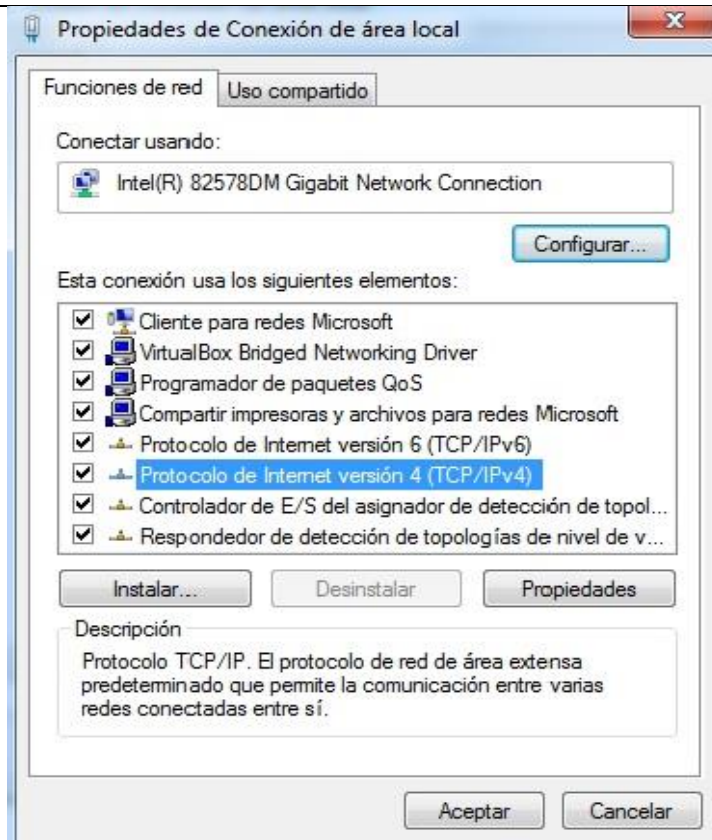 Propiedades de Conexión de área local
Funciones de red
Uso compartido
Conectar usando:
Intel(R) 82578DM Gigabit Network Connection
Configurar...
Esta conexión usa los siguientes elementos:
Cliente para redes Microsoft
VirtualBox Bridged Networking Driver
Programador de paquetes QoS
Compartir impresoras y archivos para redes Microsoft
Protocolo de Internet versión 6 (TCP/IPv6)
Protocolo de Internet versión 4 (TCP/IPv4)
Controlador de E/S del asignador de detección de topol...
Respondedor de detección de topologías de nivel de v...
Instalar...
Desinstalar
Propiedades
Descripción
Protocolo TCP/IP. El protocolo de red de área extensa
predeterminado que permite la comunicación entre varias
redes conectadas entre sí.
Aceptar
Cancelar